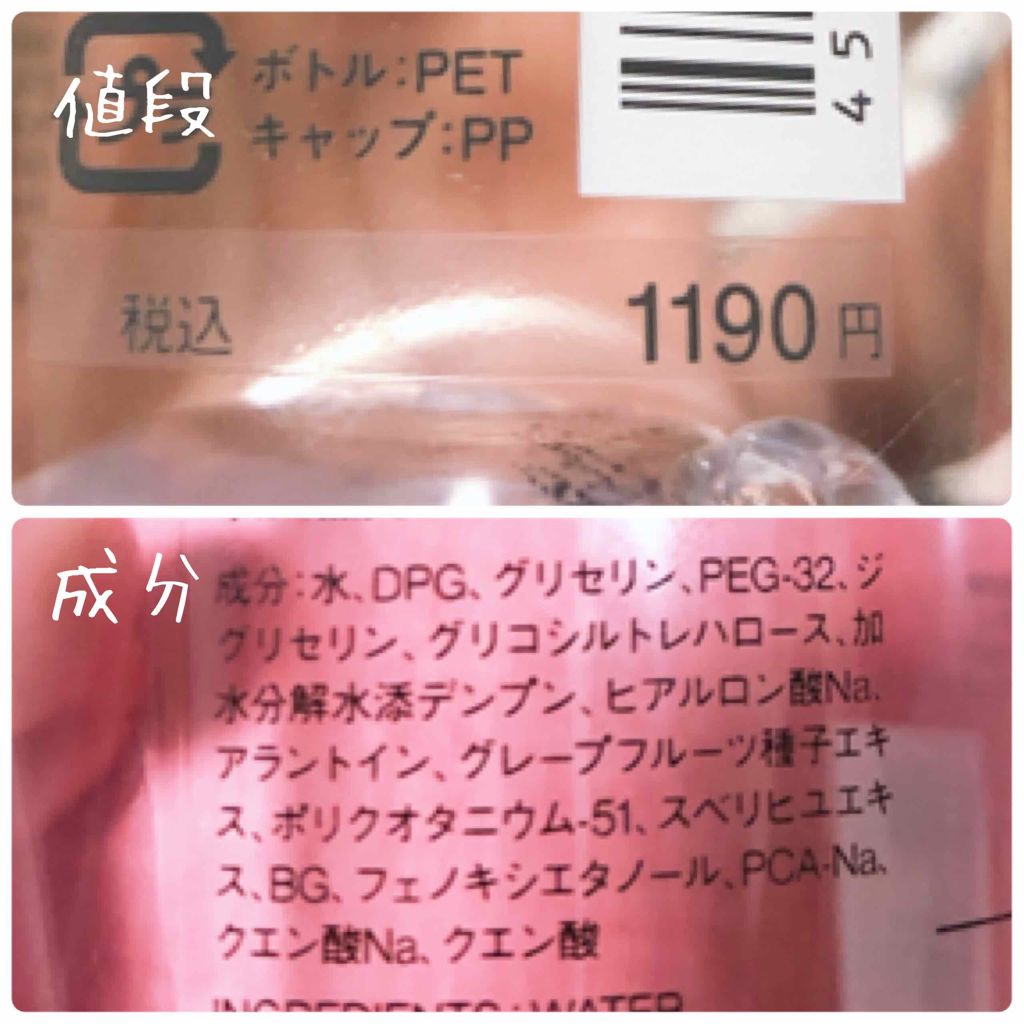 値段
ボトル:PET
キャップ:PP
4 5
税込 1190円
成分
成分:水、DPG、グリセリン、PEG-32、ジ
グリセリン、グリコシルトレハロース、加
水分解水添デンプン、ヒアルロン酸Na、
アラントイン、グレープフルーツ種子エキ
ス、ポリクオタニウム-51、スベリヒユエキ
ス、BG、フェノキシエタノール、PCA-Na、
クエン酸Na、クエン酸
INGREDIENTS:WATER